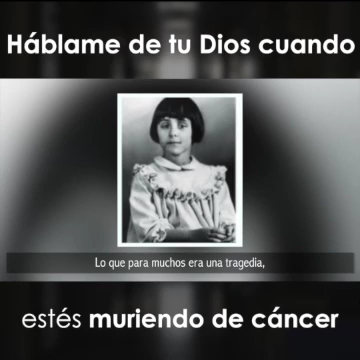 Háblame de tu Dios cuando
Lo que para muchos era una tragedia,
estés muriendo de cáncer